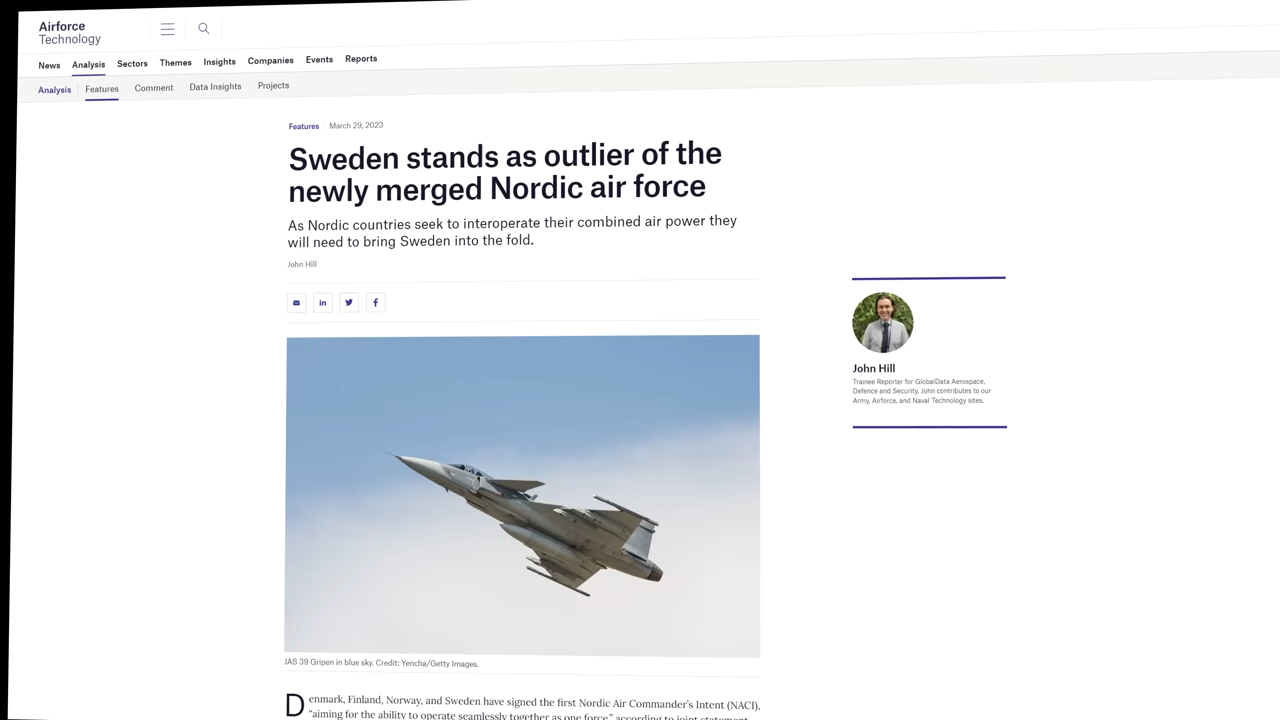 Airforce
Technology
News Analysis Sectors Themes Insights Companies Events Reports
Analysis Features Comment Data Insights Projects
Features March 29, 2023
Sweden stands as outlier of the
newly merged Nordic air force
As Nordic countries seek to interoperate their combined air power they
will need to bring Sweden into the fold.
John Hill
John Hill
Trainee Reporter for GlobalData Aerospace,
Defence and Security. John contributes to our
Army, Airforce, and Naval Technology sites.
JAS 39 Gripen in blue sky. Credit: Yencha/Getty Images.
Denmark, Finland, Norway, and Sweden have signed the first Nordic Air Commander's Intent (NACI),
"aiming for the ability to operate seamlessly together as one force," according to joint statement